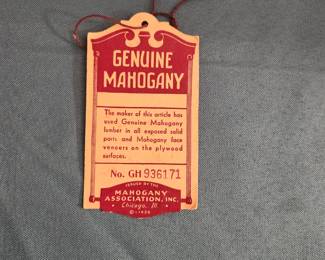 GENUINE
MAHOGANY
The maker of this article has
used Genuine Mahogany
lumber in all exposed solid
parts and Mahogany face
veneers on the plywood
surfaces.
No. GH 936171
ISSUED BY THE
MAHOGANY
ASSOCIATION, INC.
Chicago, Ill.